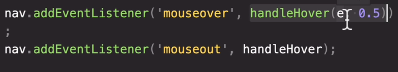 nav.addEventListener('mouseover', handleHover(e, 0.5))
;
nav.addEventListener('mouseout', handleHover);